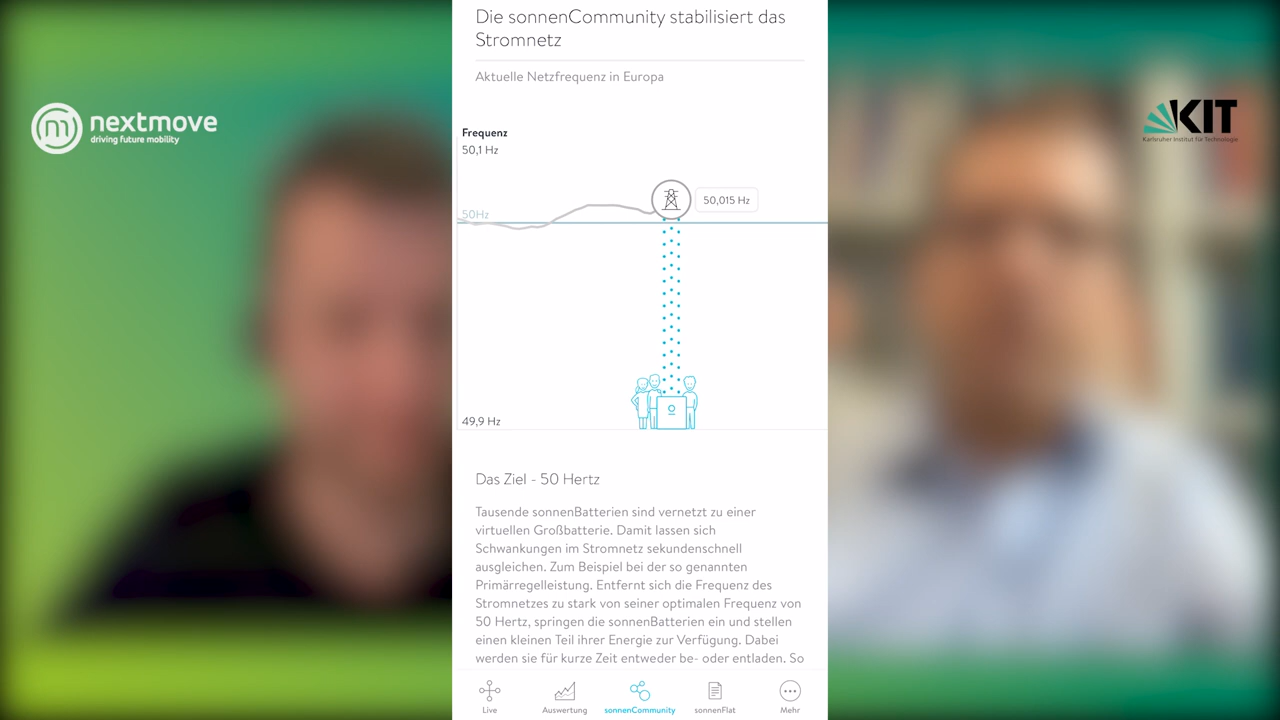 nextmove
driving future mobility
Die sonnenCommunity stabilisiert das
Stromnetz
Aktuelle Netzfrequenz in Europa
Frequenz
50,1 Hz
50Hz
50,015 Hz
49,9 Hz
Das Ziel - 50 Hertz
Tausende sonnenBatterien sind vernetzt zu einer
virtuellen Großbatterie. Damit lassen sich
Schwankungen im Stromnetz sekundenschnell
ausgleichen. Zum Beispiel bei der so genannten
Primärregelleistung. Entfernt sich die Frequenz des
Stromnetzes zu stark von seiner optimalen Frequenz von
50 Hertz, springen die sonnenBatterien ein und stellen
einen kleinen Teil ihrer Energie zur Verfügung. Dabei
werden sie für kurze Zeit entweder be- oder entladen. So
Live
Auswertung
sonnenCommunity
sonnenFlat
Mehr
KIT
Karlsruher Institut für Technologie